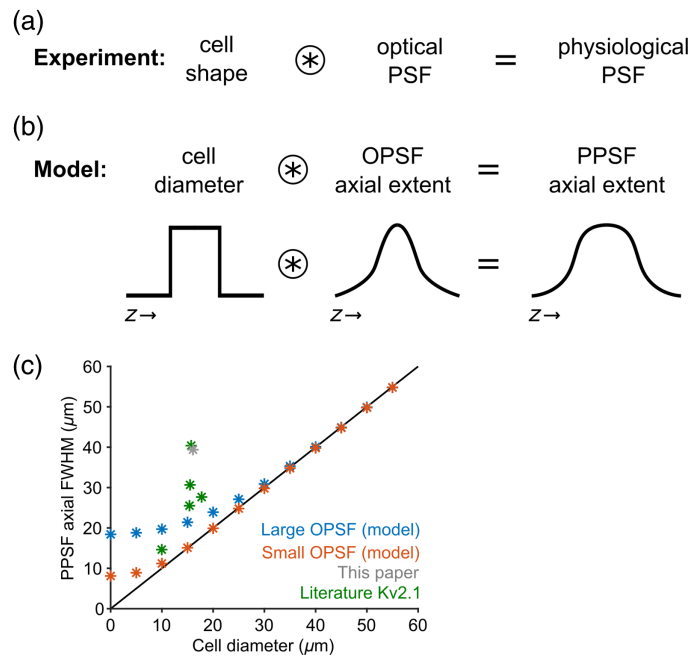 (a)
Experiment: cell shape ⊛ optical PSF = physiological PSF
(b)
Model: cell diameter ⊛ OPSF axial extent = PPSF axial extent
⊛ =
z→ z→ z→
(c)
PPSF axial FWHM (µm)
60
50
40
30
20
10
0
Large OPSF (model)
Small OPSF (model)
This paper
Literature Kv2.1
0 10 20 30 40 50 60
Cell diameter (µm)